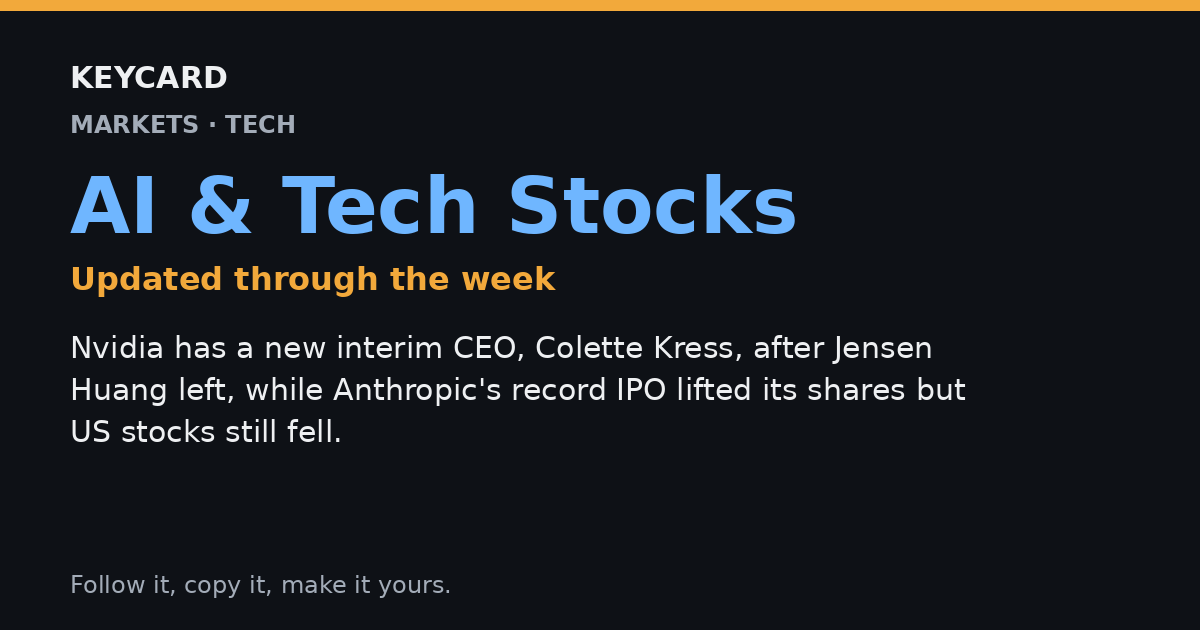 KEYCARD
MARKETS · TECH
AI & Tech Stocks
Updated through the week
Nvidia has a new interim CEO, Colette Kress, after Jensen
Huang left, while Anthropic's record IPO lifted its shares but
US stocks still fell.
Follow it, copy it, make it yours.